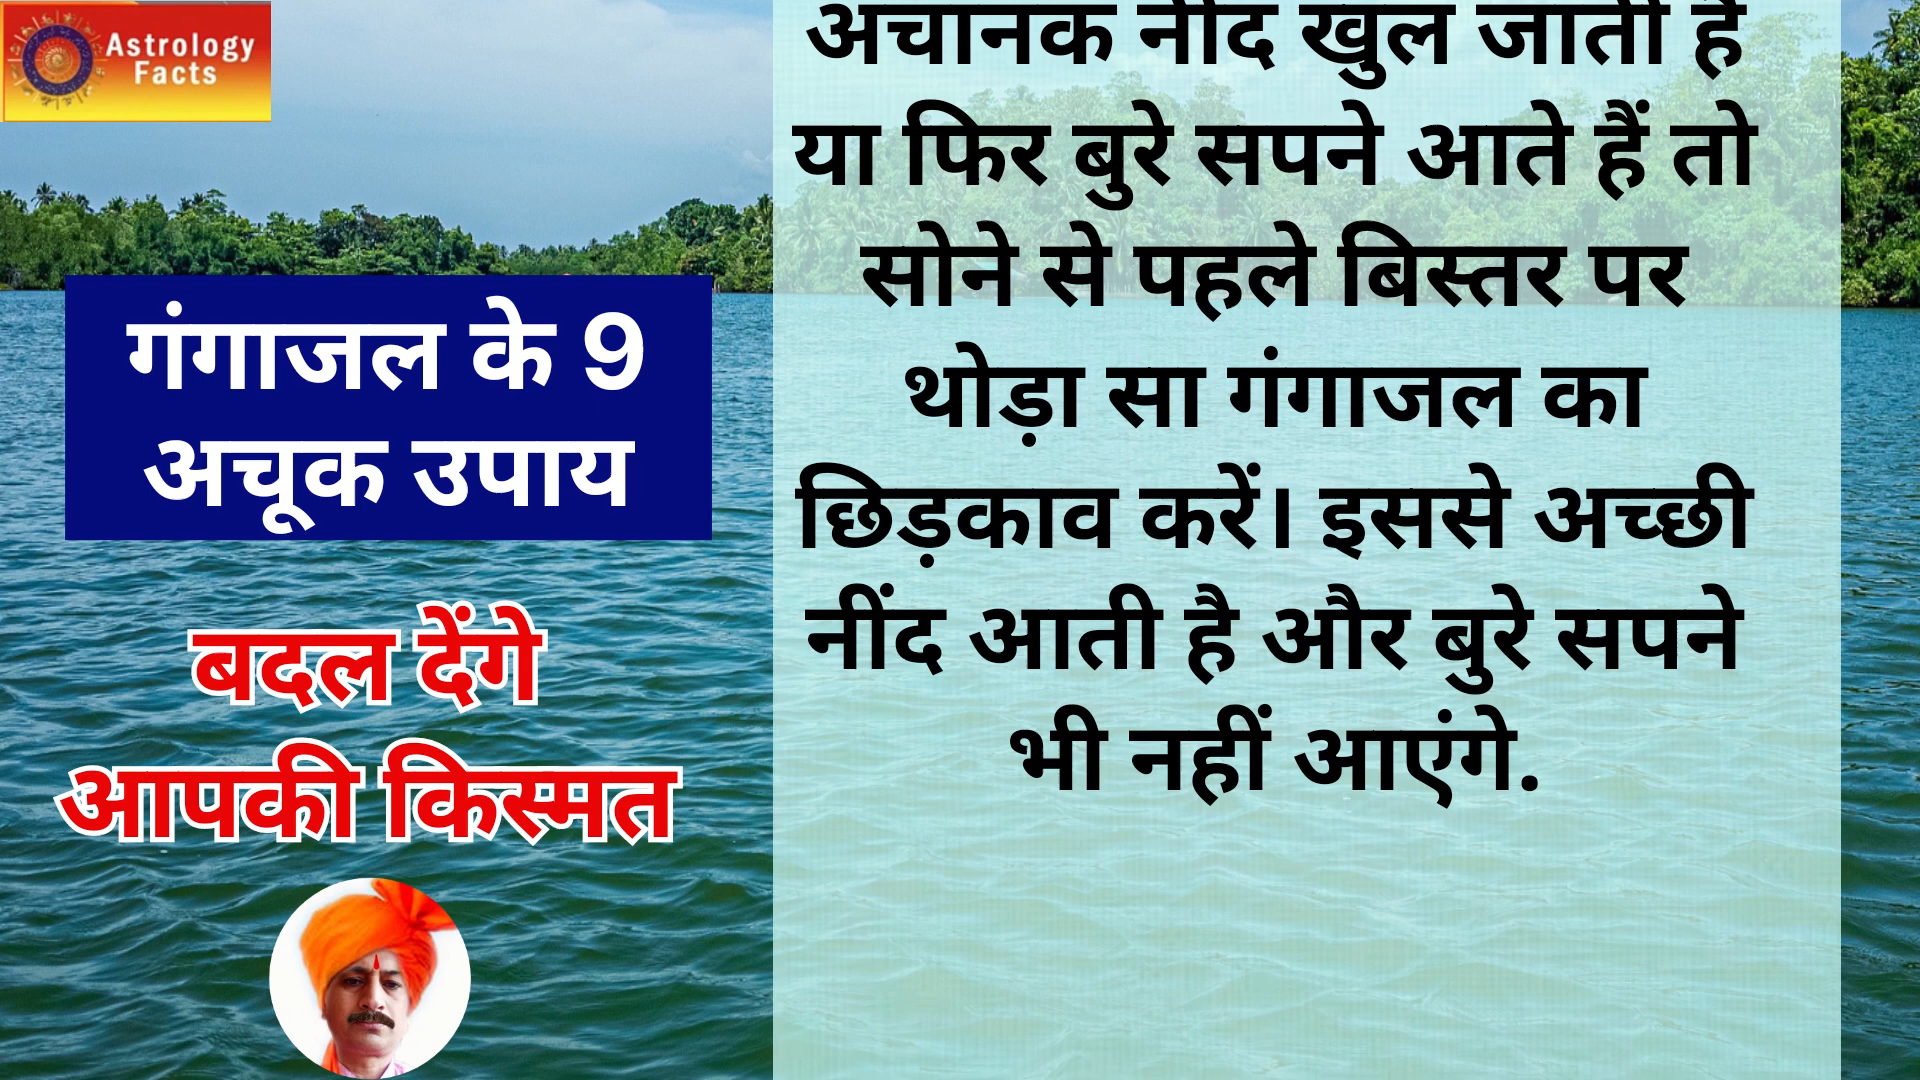 Astrology
Facts
गंगाजल के 9
अचूक उपाय
बदल देंगे
आपकी किस्मत
अचानक नींद खुल जाती है
या फिर बुरे सपने आते हैं तो
सोने से पहले बिस्तर पर
थोड़ा सा गंगाजल का
छिड़काव करें। इससे अच्छी
नींद आती है और बुरे सपने
भी नहीं आएंगे.